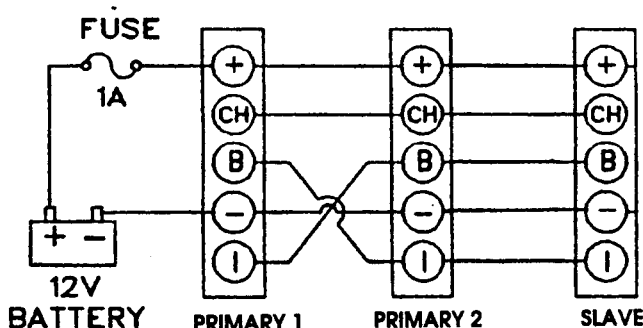 FUSE
1A
+ + +
CH CH CH
B B B
+ − − − −
I I I
12V
BATTERY
PRIMARY 1 PRIMARY 2 SLAVE